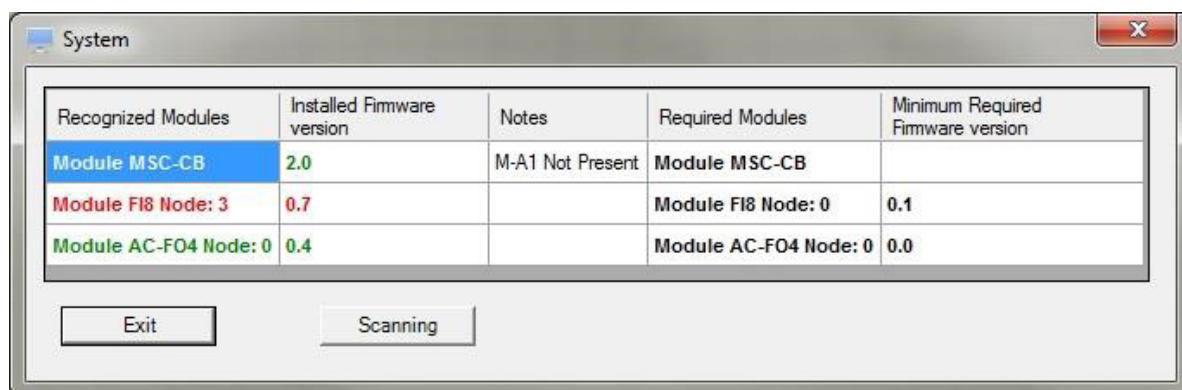 System
Recognized Modules
Installed Firmware
version
Notes
Required Modules
Minimum Required
Firmware version
Module MSC-CB 2.0 M-A1 Not Present Module MSC-CB
Module FI8 Node: 3 0.7 Module FI8 Node: 0 0.1
Module AC-FO4 Node: 0 0.4 Module AC-FO4 Node: 0 0.0
Exit Scanning